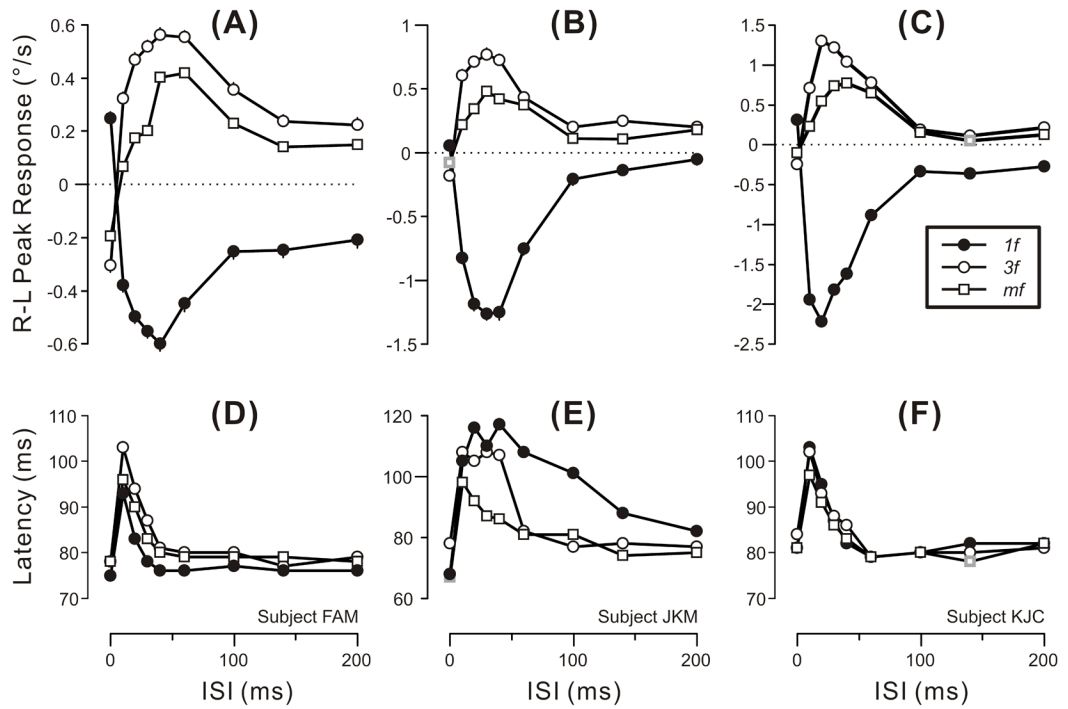 (A)
(B)
(C)
R-L Peak Response (°/s)
0.6
0.4
0.2
0
-0.2
-0.4
-0.6
1
0.5
0
-0.5
-1
-1.5
1.5
1
0.5
0
-0.5
-1
-1.5
-2
-2.5
1f
3f
mf
(D)
(E)
(F)
Latency (ms)
110
100
90
80
70
120
100
80
60
110
100
90
80
70
Subject FAM
Subject JKM
Subject KJC
0 100 200
0 100 200
0 100 200
ISI (ms)
ISI (ms)
ISI (ms)